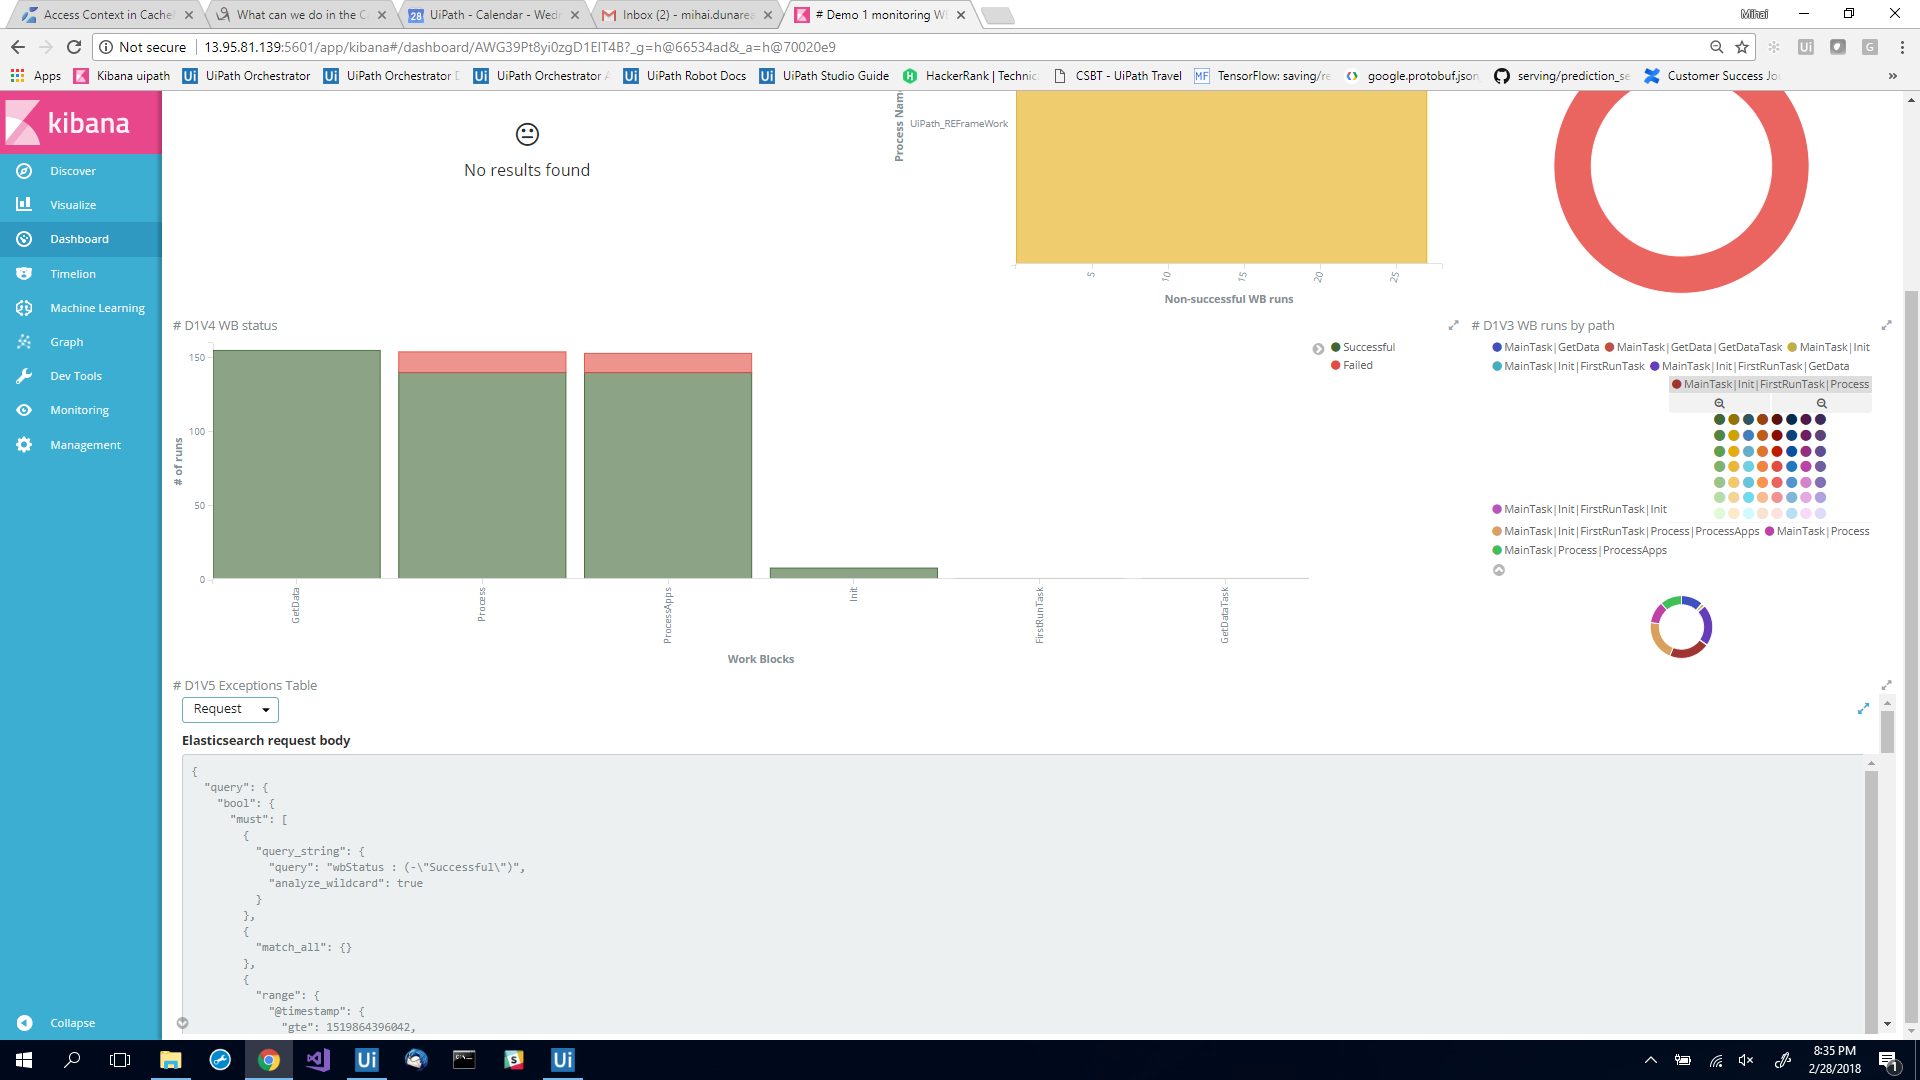 Access Context in Cache
What can we do in the C
28 UiPath - Calendar - Wed
Inbox (2) - mihai.dunarea
# Demo 1 monitoring W
Mihai
Not secure
13.95.81.139:5601/app/kibana#/dashboard/AWG39Pt8yi0zgD1EIT4B?_g=h@66534ad&_a=h@70020e9
Apps
Kibana uipath
UiPath Orchestrator
UiPath Orchestrator
UiPath Orchestrator
UiPath Robot Docs
UiPath Studio Guide
HackerRank | Technic
CSBT - UiPath Travel
MF TensorFlow: saving/re
google.protobuf.json
serving/prediction_se
Customer Success Jou
»
kibana
Discover
Visualize
Dashboard
Timelion
Machine Learning
Graph
Dev Tools
Monitoring
Management
Collapse
No results found
Process Name
UiPath_REFrameWork
5 10 15 20 25
Non-successful WB runs
# D1V4 WB status
150
100
50
0
# of runs
GetData
Process
ProcessApps
Init
FirstRunTask
GetDataTask
Work Blocks
Successful
Failed
# D1V3 WB runs by path
MainTask|GetData MainTask|GetData|GetDataTask MainTask|Init
MainTask|Init|FirstRunTask MainTask|Init|FirstRunTask|GetData
MainTask|Init|FirstRunTask|Process
MainTask|Init|FirstRunTask|Init
MainTask|Init|FirstRunTask|Process|ProcessApps MainTask|Process
MainTask|Process|ProcessApps
# D1V5 Exceptions Table
Request
Elasticsearch request body
{
"query": {
"bool": {
"must": [
{
"query_string": {
"query": "wbStatus : (-\"Successful\")",
"analyze_wildcard": true
}
},
{
"match_all": {}
},
{
"range": {
"@timestamp": {
"gte": 1519864396042,
8:35 PM
2/28/2018
1